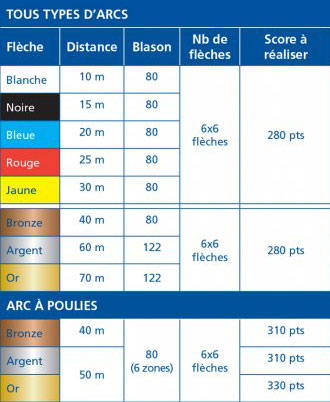 TOUS TYPES D'ARCS
Flèche Distance Blason Nb de flèches Score à réaliser
Blanche 10 m 80
Noire 15 m 80
Bleue 20 m 80 6x6 flèches 280 pts
Rouge 25 m 80
Jaune 30 m 80
Bronze 40 m 80
Argent 60 m 122 6x6 flèches 280 pts
Or 70 m 122
ARC À POULIES
Bronze 40 m 310 pts
Argent 50 m 80 (6 zones) 6x6 flèches 310 pts
Or 330 pts